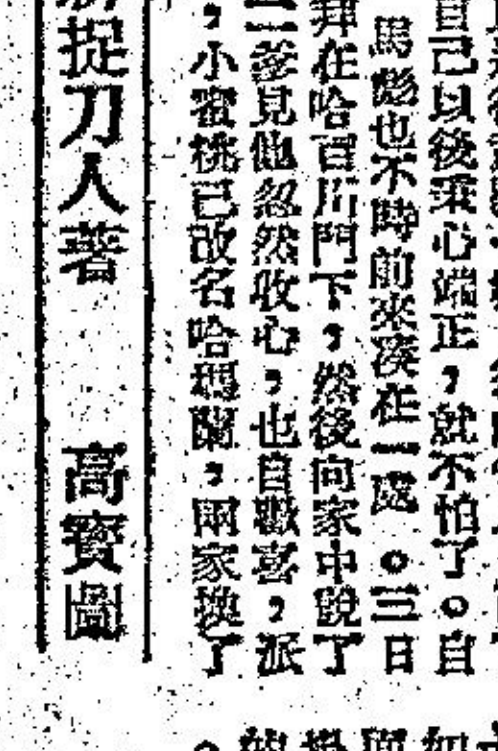 自己以後秉心端正，就不怕了。自
馬彪也不時前來湊在一處。三日
拜在哈百川門下，然後向家中說了
二爹見他忽然收心，也自歡喜，派
，小蜜桃已改名哈瑪蘭，兩家換了
捉刀人著 高寶圖